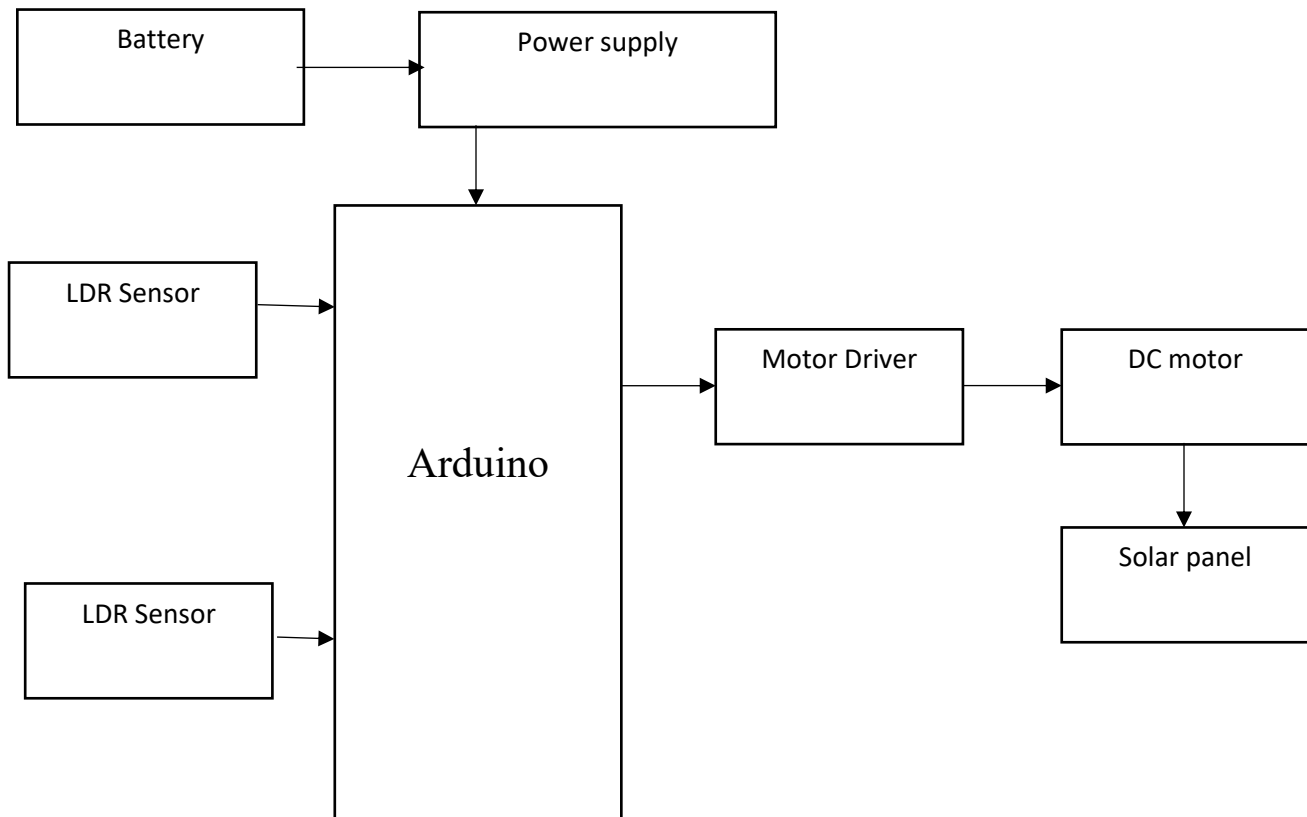 Battery
Power supply
LDR Sensor
Motor Driver
DC motor
Arduino
Solar panel
LDR Sensor